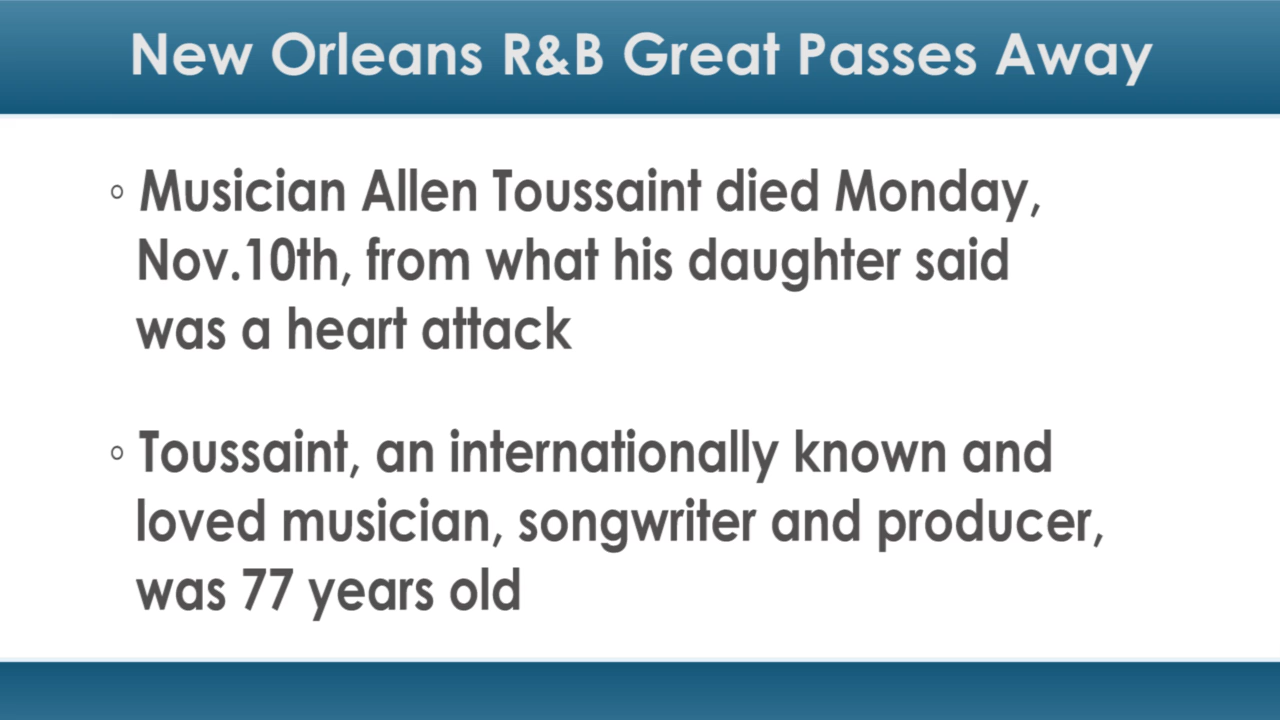 New Orleans R&B Great Passes Away
◦ Musician Allen Toussaint died Monday,
Nov.10th, from what his daughter said
was a heart attack
◦ Toussaint, an internationally known and
loved musician, songwriter and producer,
was 77 years old